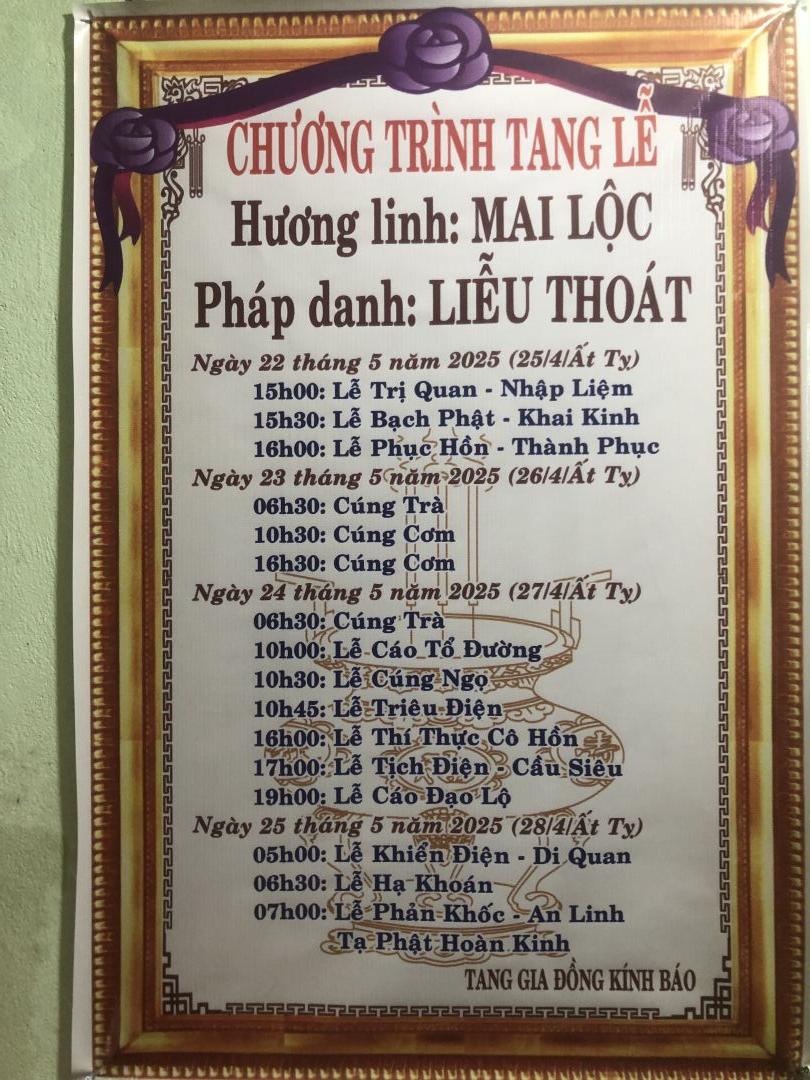 CHƯƠNG TRÌNH TANG LỄ
Hương linh: MAI LỘC
Pháp danh: LIỄU THOÁT
Ngày 22 tháng 5 năm 2025 (25/4/Ất Tỵ)
15h00: Lễ Trị Quan - Nhập Liệm
15h30: Lễ Bạch Phật - Khai Kinh
16h00: Lễ Phục Hồn - Thành Phục
Ngày 23 tháng 5 năm 2025 (26/4/Ất Tỵ)
06h30: Cúng Trà
10h30: Cúng Cơm
16h30: Cúng Cơm
Ngày 24 tháng 5 năm 2025 (27/4/Ất Tỵ)
06h30: Cúng Trà
10h00: Lễ Cáo Tổ Đường
10h30: Lễ Cúng Ngọ
10h45: Lễ Triêu Điện
16h00: Lễ Thí Thực Cô Hồn
17h00: Lễ Tịch Điện - Cầu Siêu
19h00: Lễ Cáo Đạo Lộ
Ngày 25 tháng 5 năm 2025 (28/4/Ất Tỵ)
05h00: Lễ Khiển Điện - Di Quan
06h30: Lễ Hạ Khoán
07h00: Lễ Phản Khốc - An Linh
Tạ Phật Hoàn Kinh
TANG GIA ĐỒNG KÍNH BÁO